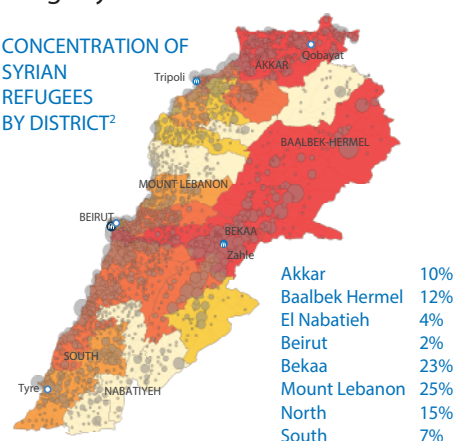 CONCENTRATION OF
SYRIAN
REFUGEES
BY DISTRICT2
Qobayat
AKKAR
Tripoli
BAALBEK-HERMEL
MOUNT LEBANON
BEIRUT
BEKAA
Zahle
Akkar 10%
Baalbek Hermel 12%
El Nabatieh 4%
Beirut 2%
Bekaa 23%
Mount Lebanon 25%
North 15%
South 7%
SOUTH
Tyre
NABATIYEH